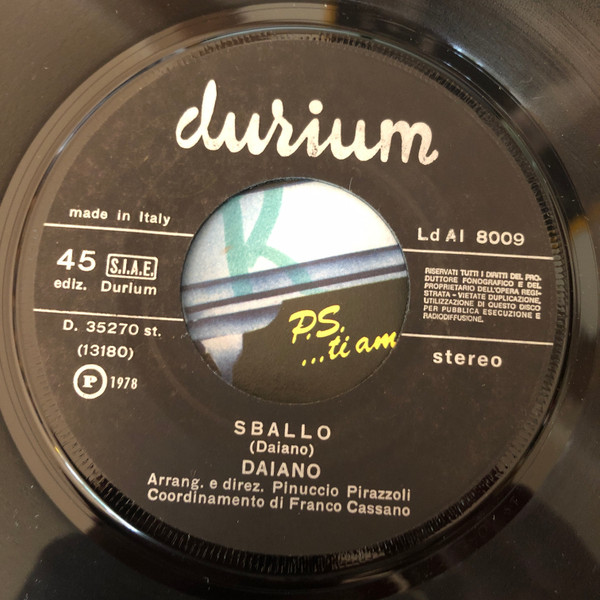 durium
made in Italy
Ld AI 8009
45 S.I.A.E.
ediz. Durium
RISERVATI TUTTI I DIRITTI DEL PRO-
DUTTORE FONOGRAFICO E DEL
PROPRIETARIO DELL'OPERA REGI-
STRATA - VIETATE DUPLICAZIONE,
UTILIZZAZIONE DI QUESTO DISCO
PER PUBBLICA ESECUZIONE E
RADIODIFFUSIONE.
D. 35270 st.
(13180)
P 1978
stereo
P.S.
...ti am
SBALLO
(Daiano)
DAIANO
Arrang. e direz. Pinuccio Pirazzoli
Coordinamento di Franco Cassano